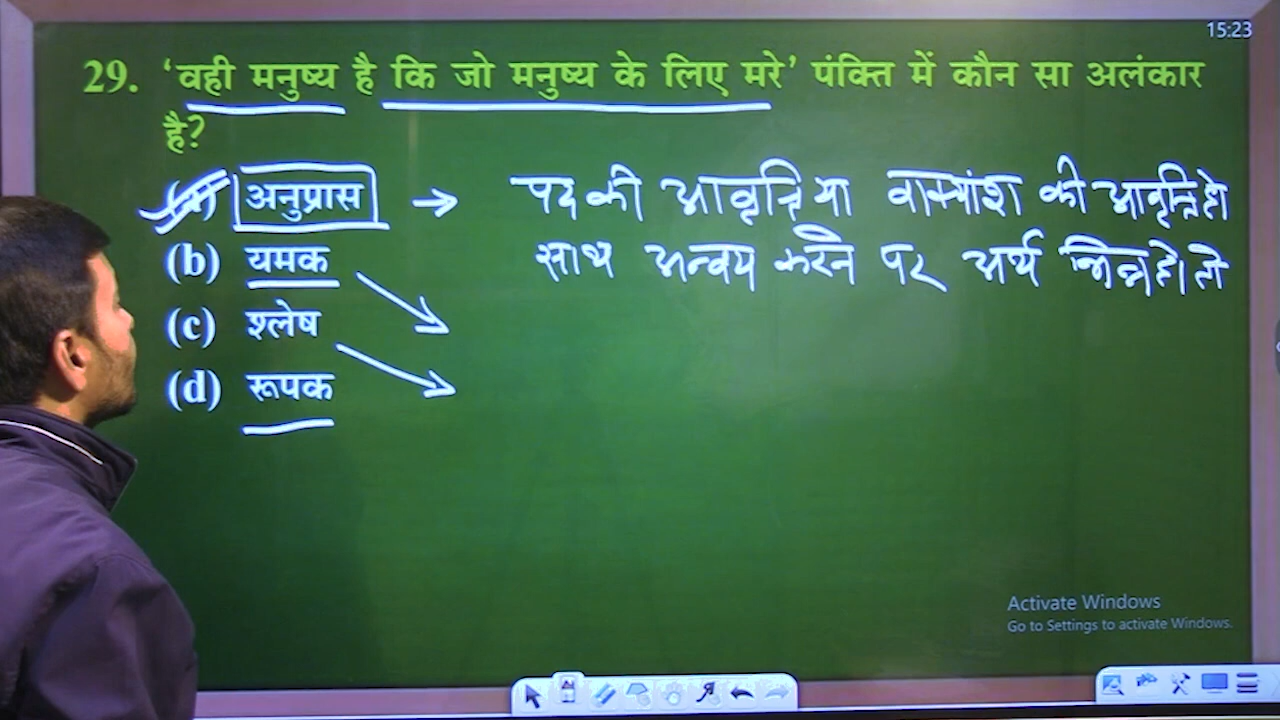 15:23
29. 'वही मनुष्य है कि जो मनुष्य के लिए मरे' पंक्ति में कौन सा अलंकार
है?
(a) अनुप्रास → पद की आवृत्ति या वाक्यांश की आवृत्ति हो
(b) यमक साथ अन्वय करने पर अर्थ भिन्न हो तो
(c) श्लेष
(d) रूपक
Activate Windows
Go to Settings to activate Windows.